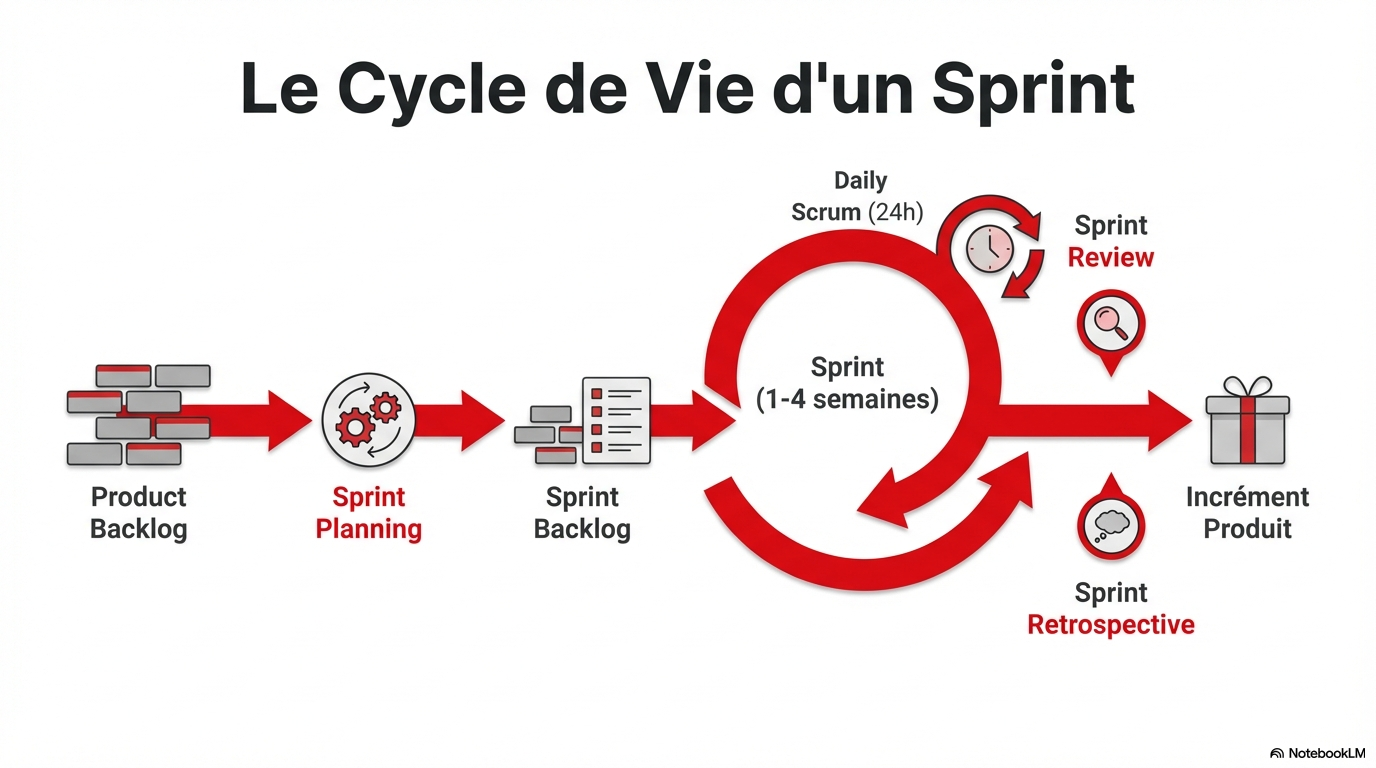 Le Cycle de Vie d'un Sprint
Daily
Scrum (24h)
Sprint
Review
Sprint
(1-4 semaines)
Product
Backlog
Sprint
Planning
Sprint
Backlog
Incrément
Produit
Sprint
Retrospective
NotebookLM